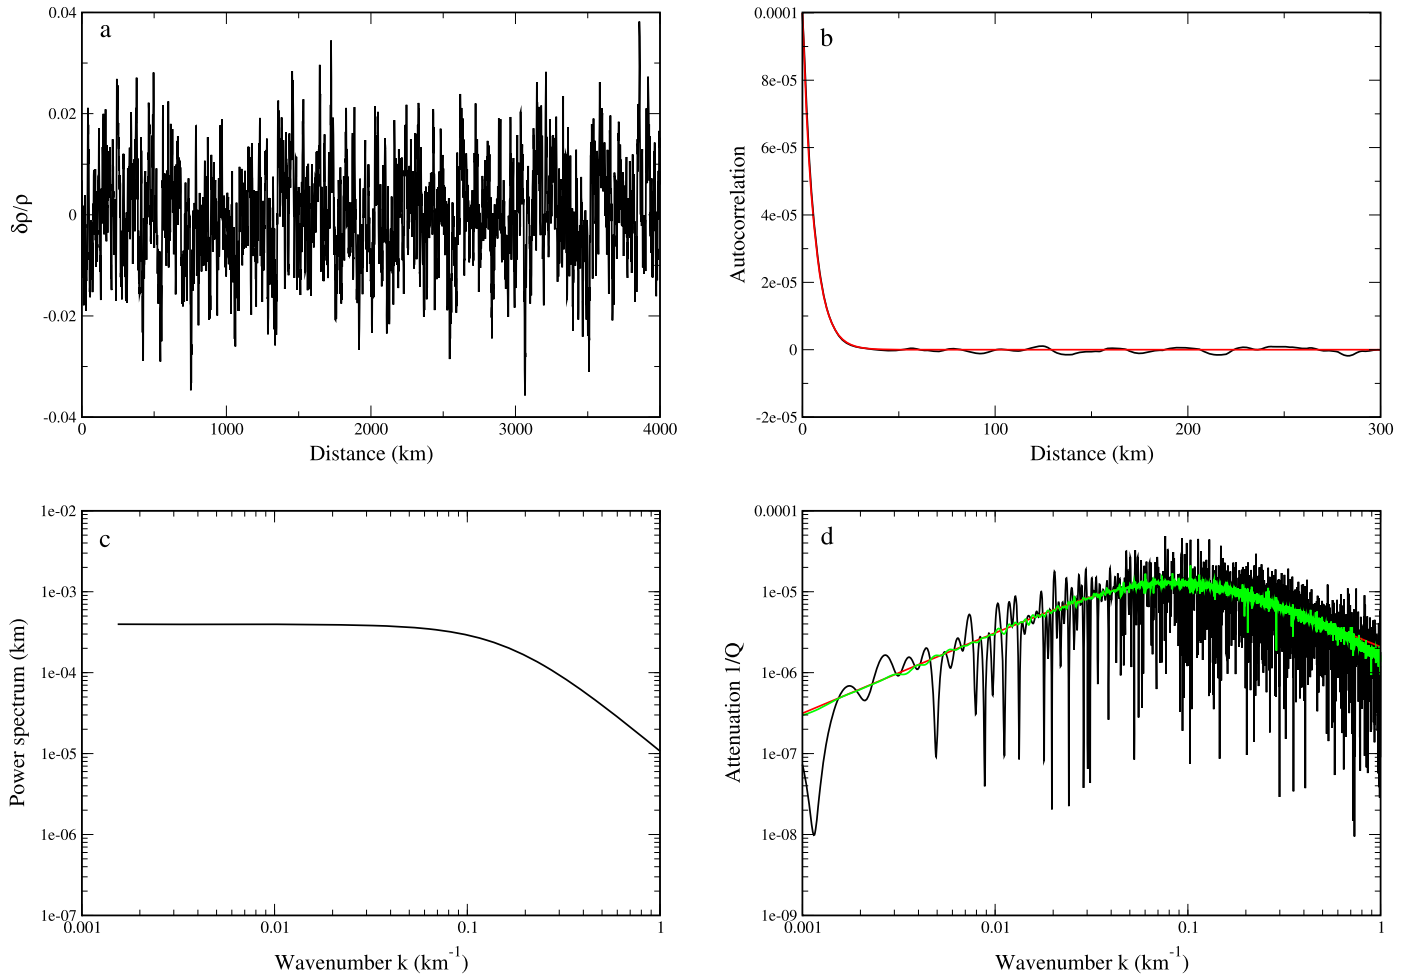 a
0.04
0.02
0
-0.02
-0.04
δρ/ρ
0 1000 2000 3000 4000
Distance (km)
b
0.0001
8e-05
6e-05
4e-05
2e-05
0
-2e-05
Autocorrelation
0 100 200 300
Distance (km)
c
1e-02
1e-03
1e-04
1e-05
1e-06
1e-07
Power spectrum (km)
0.001 0.01 0.1 1
Wavenumber k (km⁻¹)
d
0.0001
1e-05
1e-06
1e-07
1e-08
1e-09
Attenuation 1/Q
0.001 0.01 0.1 1
Wavenumber k (km⁻¹)